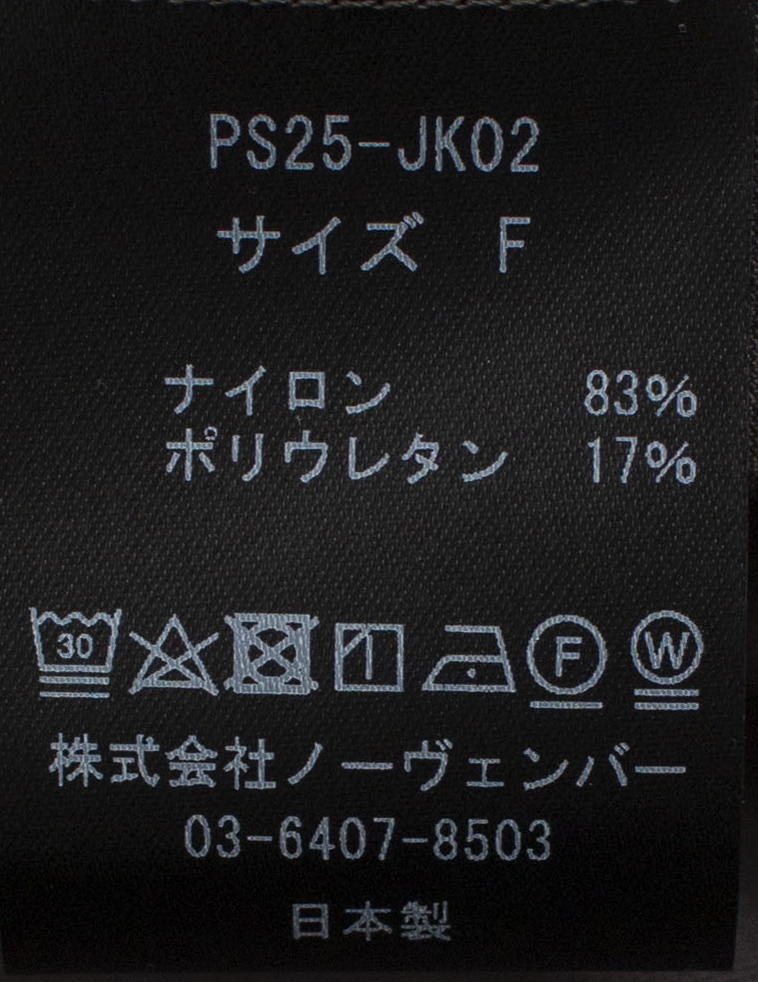 PS25-JK02
サイズ　F
ナイロン　83%
ポリウレタン　17%
30 F W
株式会社ノーヴェンバー
03-6407-8503
日本製